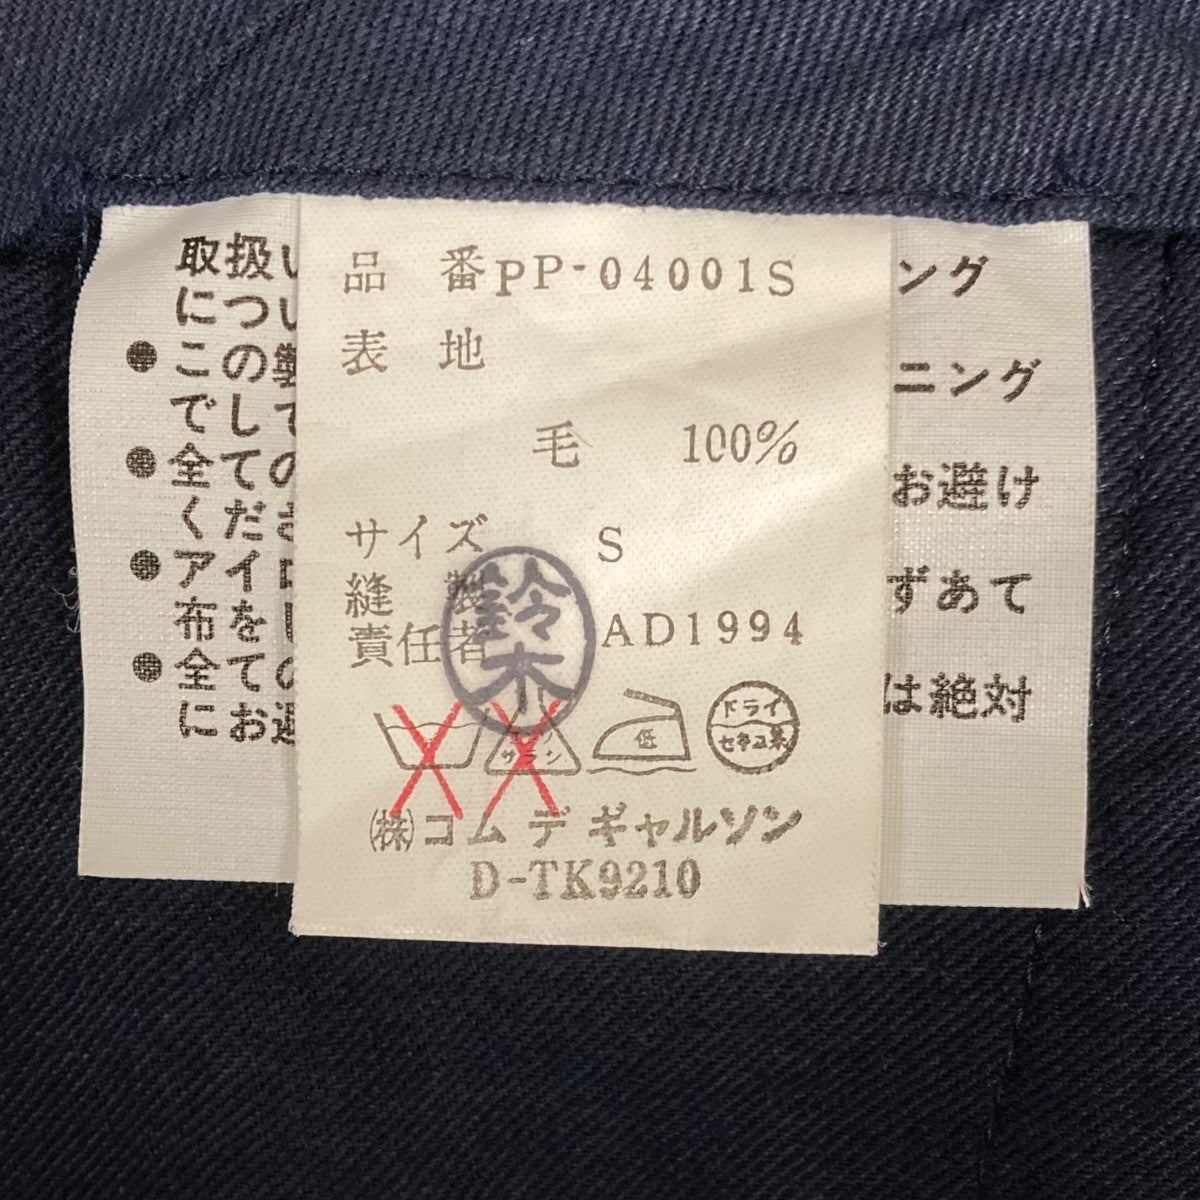 品番 PP-04001S
表地
毛 100%
サイズ S
縫製
責任者 AD1994
鈴木
低
ドライ
セキユ系
㈱コムデギャルソン
D-TK9210
取扱い
につい
ング
●この製
ニング
でして
●全ての
お避け
くださ
●アイロ
ずあて
布をし
●全ての
は絶対
にお避